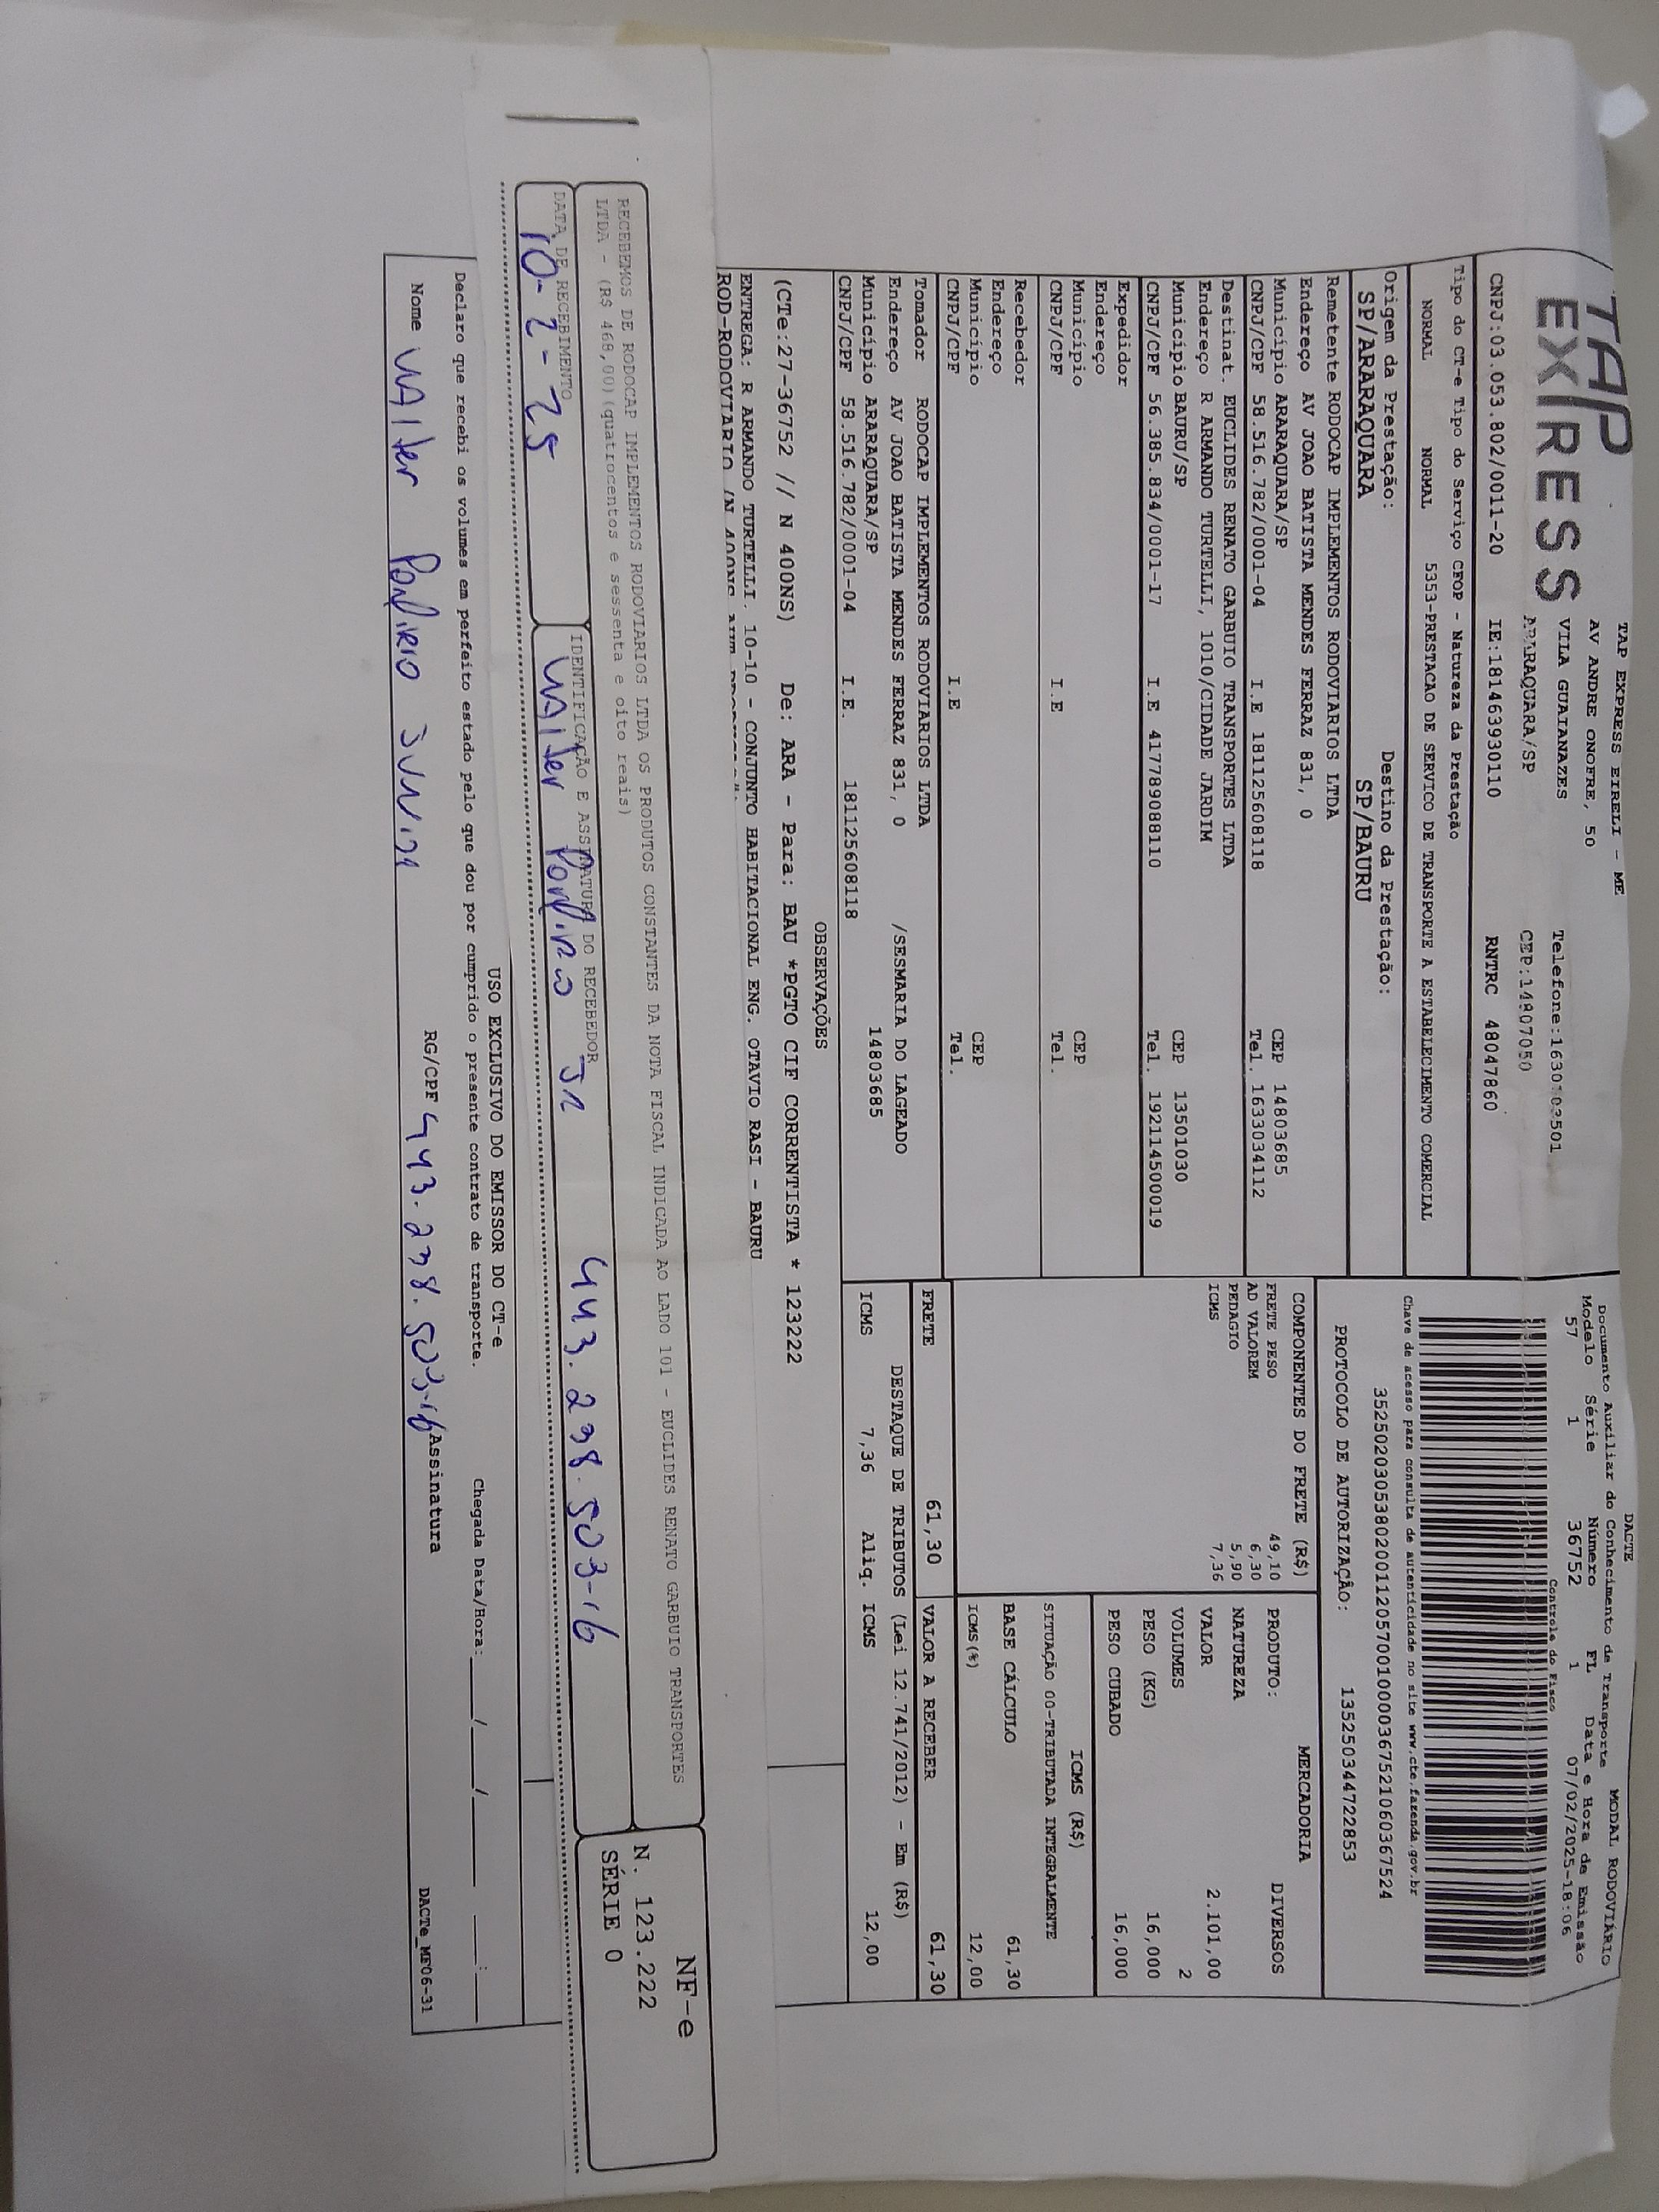 TAP
EXPRESS
TAP EXPRESS EIRELI - ME
AV ANDRE ONOFRE, 50
VILA GUAIANAZES
ARARAQUARA/SP
CEP:14807050
CNPJ:03.053.802/0011-20 IE:181463930110 RNTRC 48047860
Tipo do CT-e Tipo do Serviço CFOP - Natureza da Prestação
NORMAL NORMAL 5353-PRESTACAO DE SERVICO DE TRANSPORTE A ESTABELECIMENTO COMERCIAL
Origem da Prestação: Destino da Prestação:
SP/ARARAQUARA SP/BAURU
Remetente RODOCAP IMPLEMENTOS RODOVIARIOS LTDA
Endereço AV JOAO BATISTA MENDES FERRAZ 831, 0
Município ARARAQUARA/SP CEP 14803685
CNPJ/CPF 58.516.782/0001-04 I.E 181125608118 Tel. 1633034112
Destinat. EUCLIDES RENATO GARBUIO TRANSPORTES LTDA
Endereço R ARMANDO TURTELLI, 1010/CIDADE JARDIM
Município BAURU/SP CEP 13501030
CNPJ/CPF 56.385.834/0001-17 I.E 417789088110 Tel. 19211450019
Expedidor
Endereço
Município CEP
CNPJ/CPF I.E Tel.
Recebedor
Endereço
Município CEP
CNPJ/CPF I.E Tel.
Tomador RODOCAP IMPLEMENTOS RODOVIARIOS LTDA
Endereço AV JOAO BATISTA MENDES FERRAZ 831, 0 /SESMARIA DO LAGEADO
Município ARARAQUARA/SP 14803685
CNPJ/CPF 58.516.782/0001-04 I.E. 181125608118
DACTE MODAL RODOVIÁRIO
Documento Auxiliar do Conhecimento de Transporte
Modelo Série Número FL Data e Hora de Emissão
57 1 36752 1 07/02/2025-18:06
Controle do Fisco
Chave de acesso para consulta de autenticidade no site www.cte.fazenda.gov.br
35250203053802001120570010000367521060367524
PROTOCOLO DE AUTORIZAÇÃO: 135250344722853
COMPONENTES DO FRETE (R$)
FRETE PESO 49,10
AD VALOREM 6,30
PEDAGIO 5,90
ICMS 7,36
MERCADORIA
PRODUTO: DIVERSOS
NATUREZA
VALOR 2.101,00
VOLUMES 2
PESO (KG) 16,000
PESO CUBADO 16,000
ICMS (R$)
SITUAÇÃO 00-TRIBUTADA INTEGRALMENTE
BASE CÁLCULO 61,30
ICMS(%) 12,00
FRETE 61,30 VALOR A RECEBER 61,30
DESTAQUE DE TRIBUTOS (Lei 12.741/2012) - Em (R$)
ICMS 7,36 Aliq. ICMS 12,00
OBSERVAÇÕES
(CTe:27-36752 // N 400NS) De: ARA - Para: BAU *PGTO CIF CORRENTISTA * 123222
ENTREGA: R ARMANDO TURTELLI. 10-10 - CONJUNTO HABITACIONAL ENG. OTAVIO RASI - BAURU
ROD-RODOVIARIO
RECEBEMOS DE RODOCAP IMPLEMENTOS RODOVIARIOS LTDA OS PRODUTOS CONSTANTES DA NOTA FISCAL INDICADA AO LADO 101 - EUCLIDES RENATO GARBUIO TRANSPORTES
LTDA - (R$ 468,00)(quatrocentos e sessenta e oito reais)
DATA DE RECEBIMENTO IDENTIFICAÇÃO E ASSINATURA DO RECEBEDOR
10-2-25 Walter Porfirio Jr 443.238.503-16
NF-e
N. 123.222
SÉRIE 0
USO EXCLUSIVO DO EMISSOR DO CT-e
Declaro que recebi os volumes em perfeito estado pelo que dou por cumprido o presente contrato de transporte. Chegada Data/Hora: ___/___/___ __:__
Nome Walter Porfirio Junior RG/CPF 443.238.503-16 Assinatura
DACTe_MF06-31